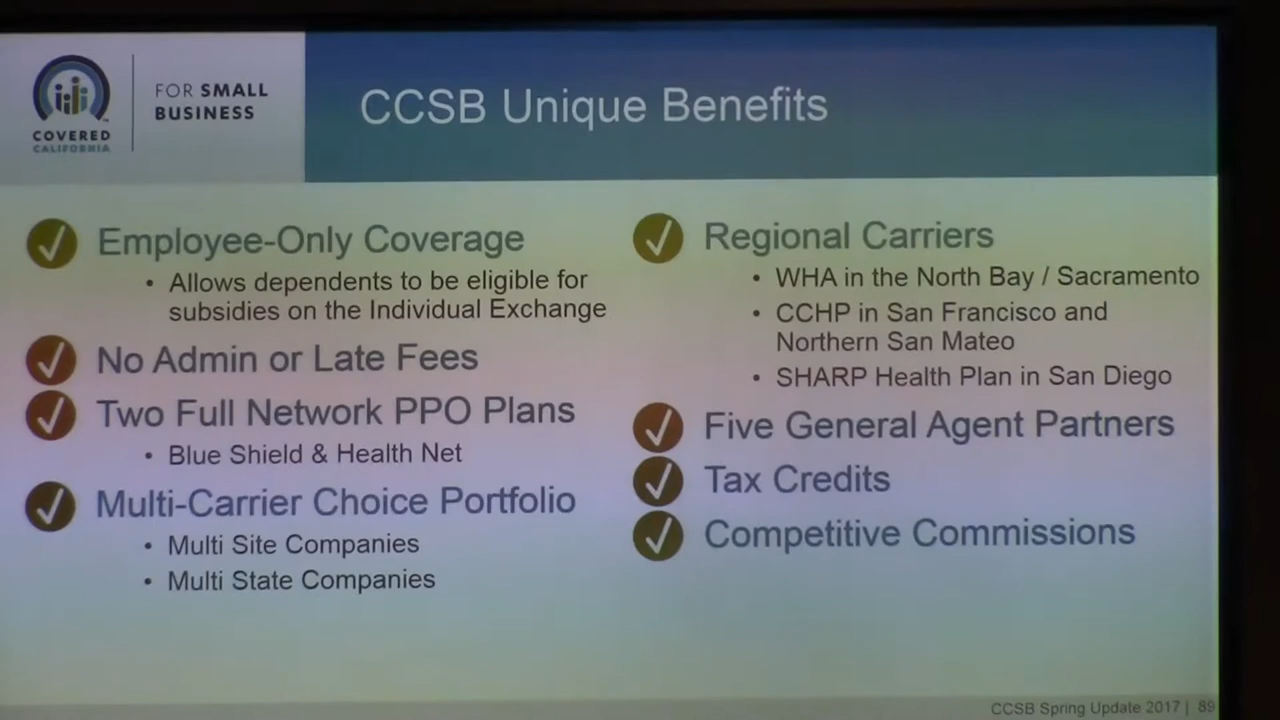 COVERED
CALIFORNIA
FOR SMALL
BUSINESS
CCSB Unique Benefits
Employee-Only Coverage
• Allows dependents to be eligible for
subsidies on the Individual Exchange
No Admin or Late Fees
Two Full Network PPO Plans
• Blue Shield & Health Net
Multi-Carrier Choice Portfolio
• Multi Site Companies
• Multi State Companies
Regional Carriers
• WHA in the North Bay / Sacramento
• CCHP in San Francisco and
Northern San Mateo
• SHARP Health Plan in San Diego
Five General Agent Partners
Tax Credits
Competitive Commissions
CCSB Spring Update 2017 | 89